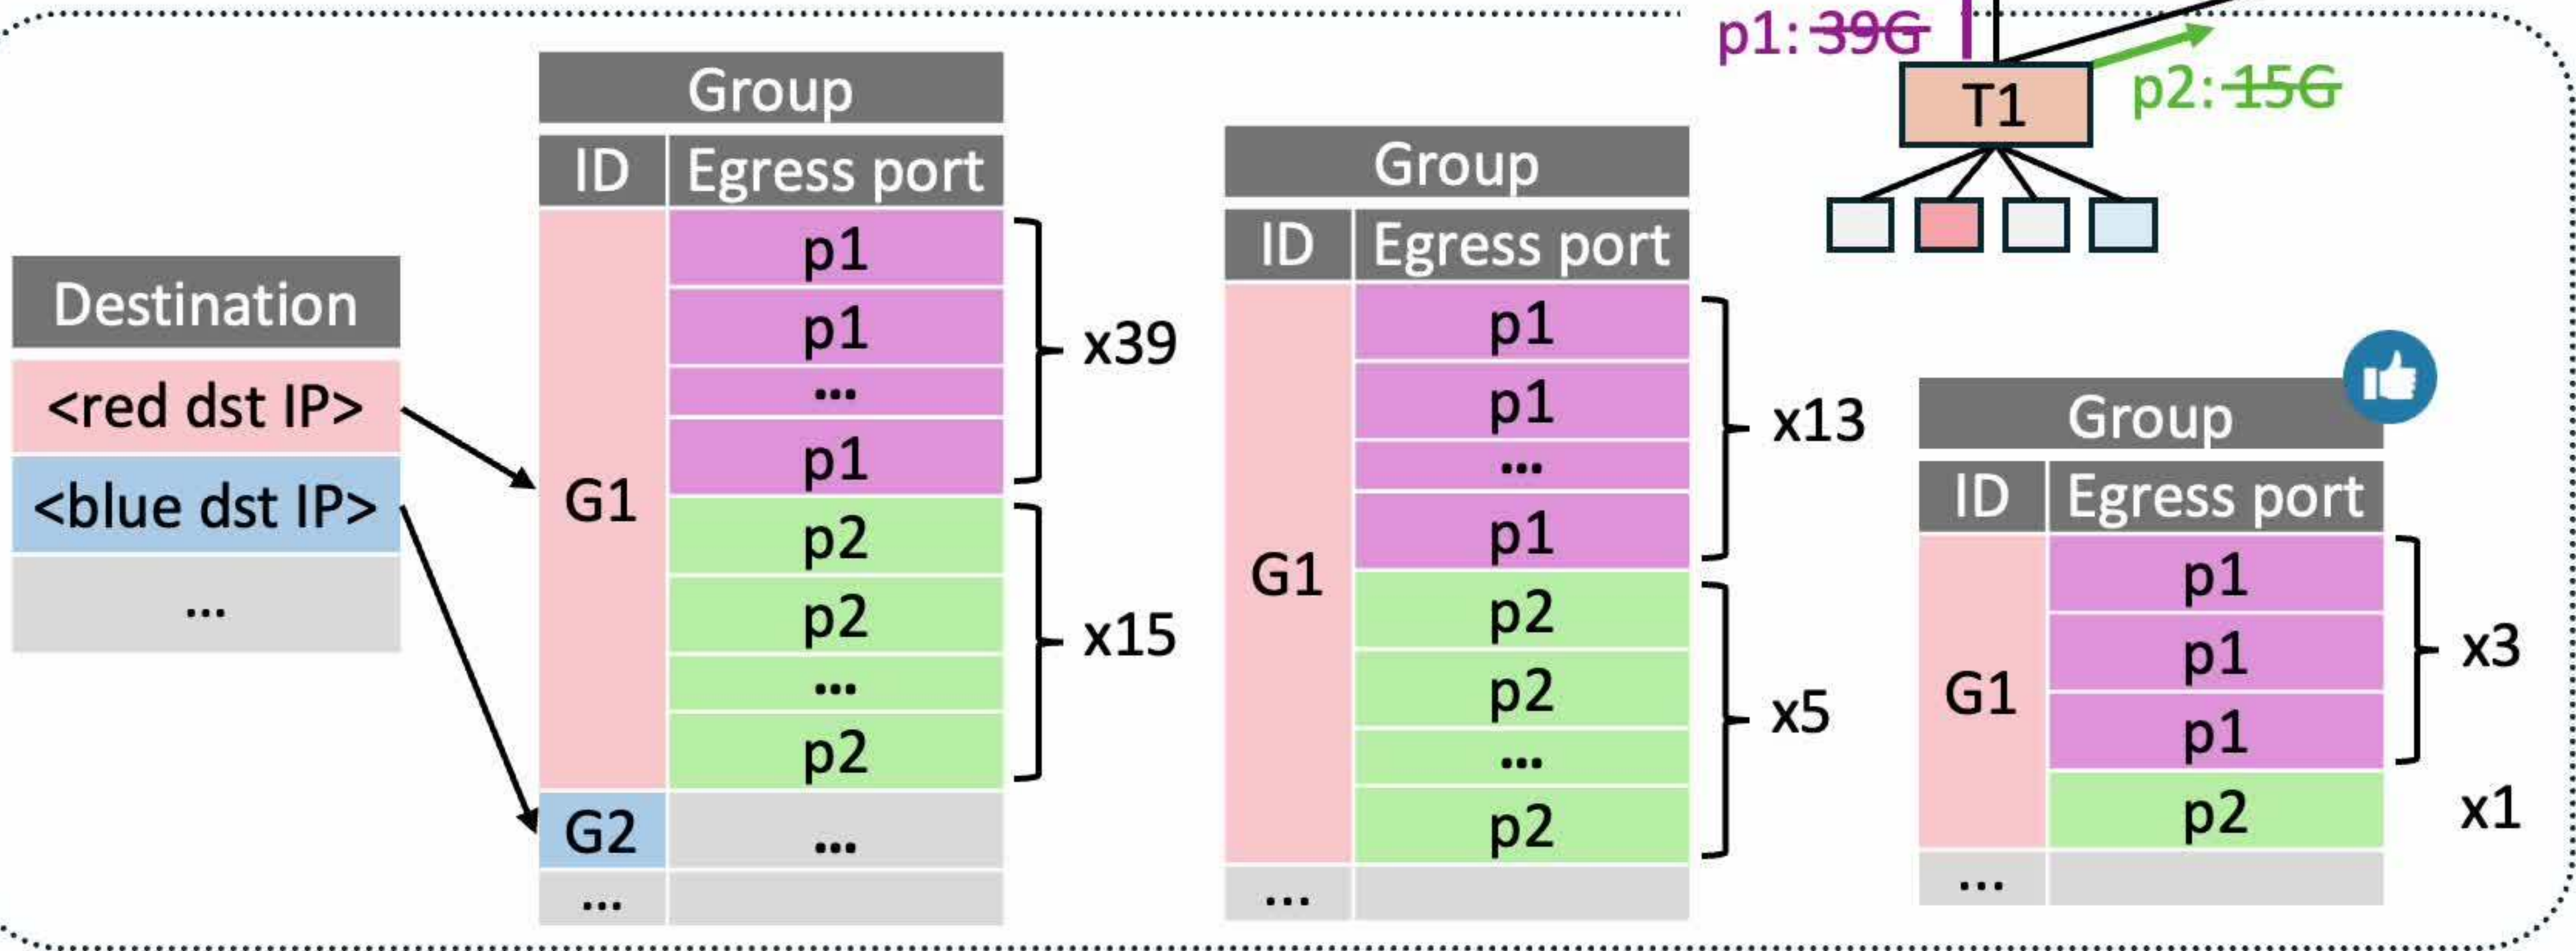 p1: 39G
T1
p2: 15G
Destination
<red dst IP>
<blue dst IP>
...
Group
ID Egress port
G1
p1
p1
...
p1
x39
p2
p2
...
p2
x15
G2 ...
...
Group
ID Egress port
G1
p1
p1
...
p1
x13
p2
p2
...
p2
x5
...
Group
ID Egress port
G1
p1
p1
p1
x3
p2
x1
...